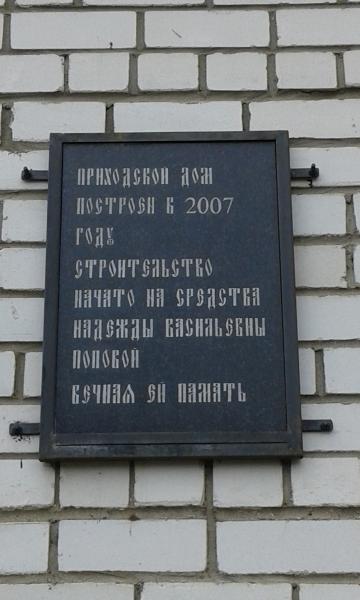 ПРИХОДСКОЙ ДОМ
ПОСТРОЕН В 2007
ГОДУ
СТРОИТЕЛЬСТВО
НАЧАТО НА СРЕДСТВА
НАДЕЖДЫ ВАСИЛЬЕВНЫ
ПОПОВОЙ
ВЕЧНАЯ ЕЙ ПАМЯТЬ